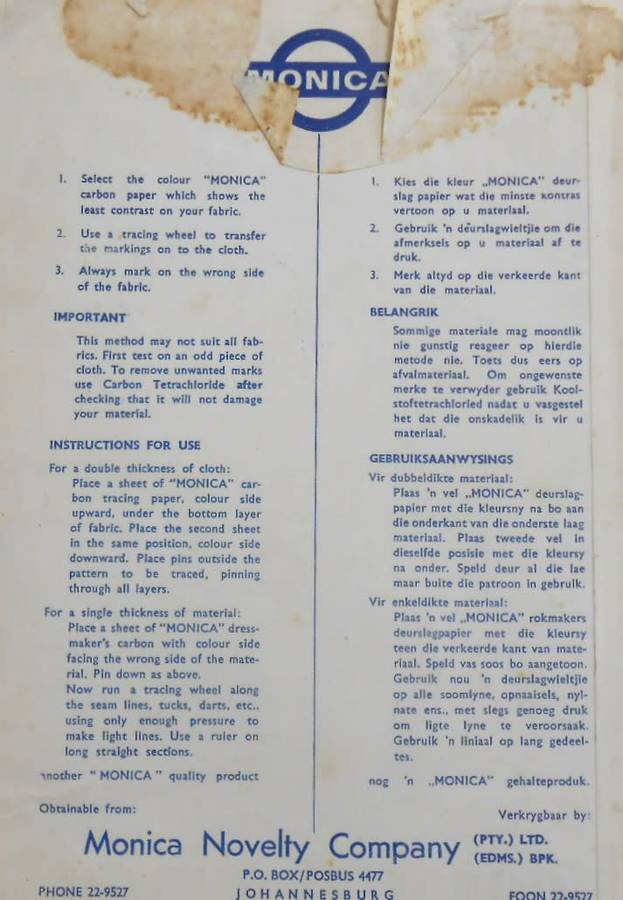 MONICA
1. Select the colour "MONICA"
carbon paper which shows the
least contrast on your fabric.
2. Use a tracing wheel to transfer
the markings on to the cloth.
3. Always mark on the wrong side
of the fabric.
IMPORTANT
This method may not suit all fab-
rics. First test on an odd piece of
cloth. To remove unwanted marks
use Carbon Tetrachloride after
checking that it will not damage
your material.
INSTRUCTIONS FOR USE
For a double thickness of cloth:
Place a sheet of "MONICA" car-
bon tracing paper, colour side
upward, under the bottom layer
of fabric. Place the second sheet
in the same position, colour side
downward. Place pins outside the
pattern to be traced, pinning
through all layers.
For a single thickness of material:
Place a sheet of "MONICA" dress-
maker's carbon with colour side
facing the wrong side of the mate-
rial. Pin down as above.
Now run a tracing wheel along
the seam lines, tucks, darts, etc..
using only enough pressure to
make light lines. Use a ruler on
long straight sections.
another "MONICA" quality product
1. Kies die kleur „MONICA" deur-
slag papier wat die minste kontras
vertoon op u materiaal.
2. Gebruik 'n deurslagwieltjie om die
afmerksels op u materiaal af te
druk.
3. Merk altyd op die verkeerde kant
van die materiaal.
BELANGRIK
Sommige materiale mag moontlik
nie gunstig reageer op hierdie
metode nie. Toets dus eers op
afvalmateriaal. Om ongewenste
merke te verwyder gebruik Kool-
stoftetrachloried nadat u vasgestel
het dat die onskadelik is vir u
materiaal.
GEBRUIKSAANWYSINGS
Vir dubbeldikte materiaal:
Plaas 'n vel „MONICA" deurslag-
papier met die kleursny na bo aan
die onderkant van die onderste laag
materiaal. Plaas tweede vel in
dieselfde posisie met die kleursy
na onder. Speld deur al die lae
maar buite die patroon in gebruik.
Vir enkeldikte materiaal:
Plaas 'n vel „MONICA" rokmakers
deurslagpapier met die kleursy
teen die verkeerde kant van mate-
riaal. Speld vas soos bo aangetoon.
Gebruik nou 'n deurslagwieltjie
op alle soomlyne, opnaaisels, nyl-
nate ens., met slegs genoeg druk
om ligte lyne te veroorsaak.
Gebruik 'n liniaal op lang gedeel-
tes.
nog 'n „MONICA" gehalteproduk.
Obtainable from:
Verkrygbaar by:
Monica Novelty Company (PTY.) LTD.
(EDMS.) BPK.
P.O. BOX/POSBUS 4477
PHONE 22-9527 JOHANNESBURG FOON 22-9527